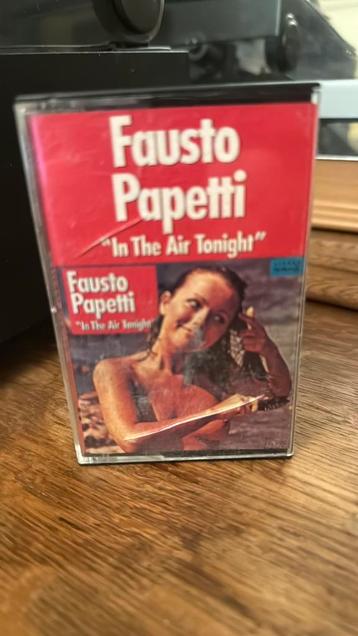 Fausto
Papetti
"In The Air Tonight"
Fausto
Papetti
"In The Air Tonight"